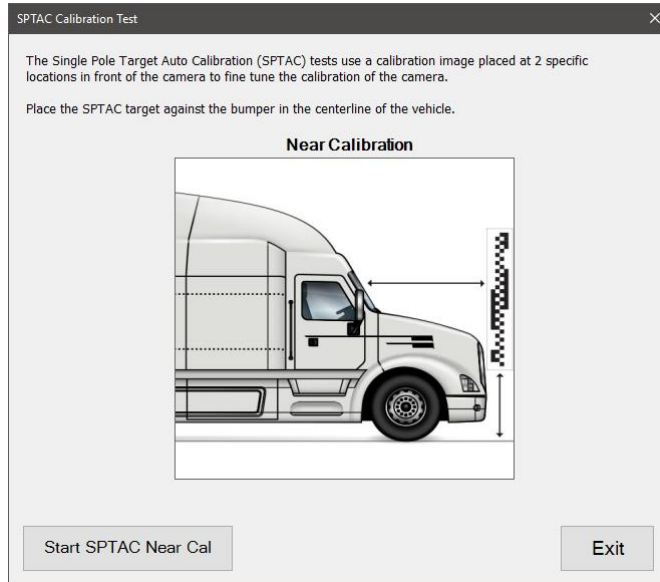 SPTAC Calibration Test
The Single Pole Target Auto Calibration (SPTAC) tests use a calibration image placed at 2 specific
locations in front of the camera to fine tune the calibration of the camera.
Place the SPTAC target against the bumper in the centerline of the vehicle.
Near Calibration
Start SPTAC Near Cal
Exit